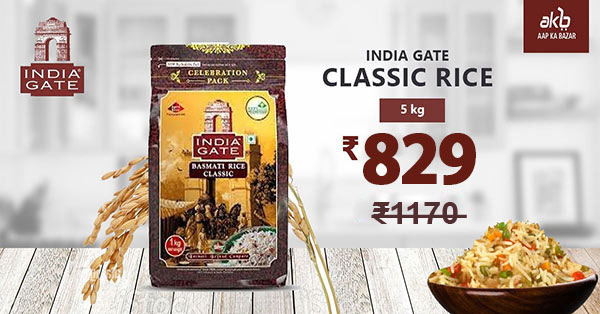 INDIA
GATE
CELEBRATION
PACK
INDIA
GATE
BASMATI RICE
CLASSIC
1 kg
INDIA GATE
CLASSIC RICE
5 kg
₹829
₹1170
akb
AAP KA BAZAR